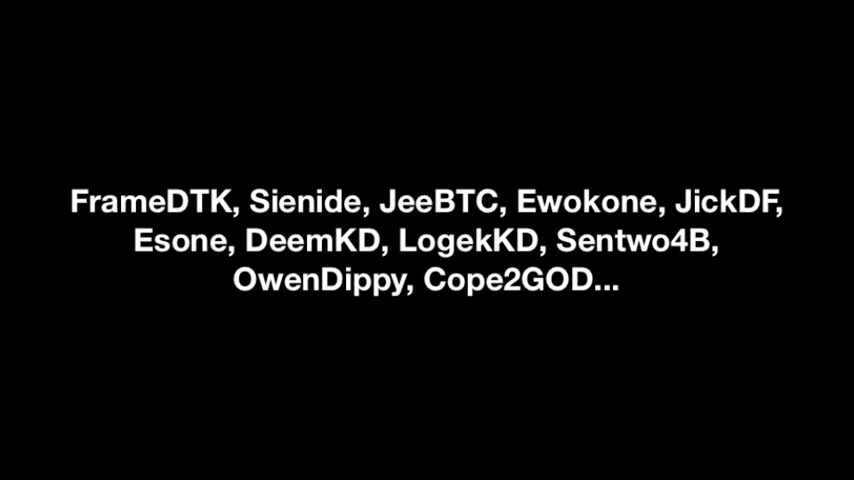 FrameDTK, Sienide, JeeBTC, Ewokone, JickDF,
Esone, DeemKD, LogekKD, Sentwo4B,
OwenDippy, Cope2GOD...